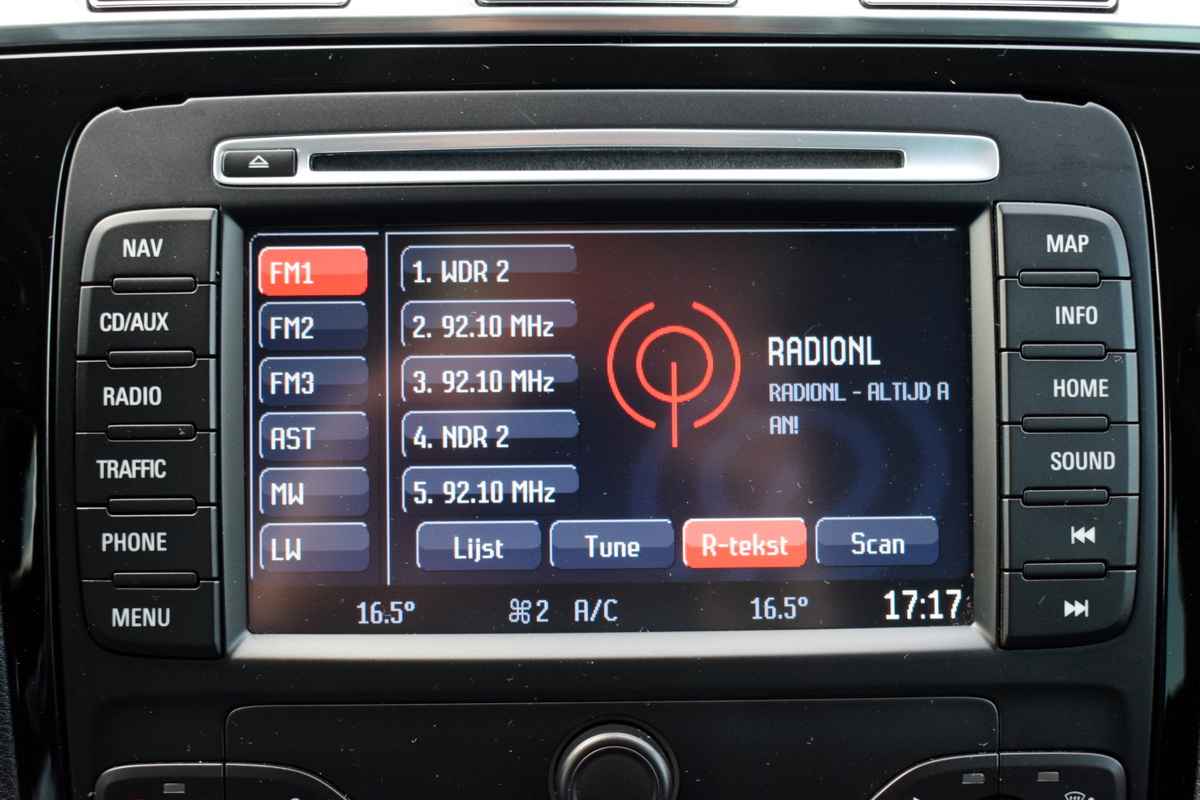 NAV
CD/AUX
RADIO
TRAFFIC
PHONE
MENU
FM1
FM2
FM3
AST
MW
LW
1. WDR 2
2. 92.10 MHz
3. 92.10 MHz
4. NDR 2
5. 92.10 MHz
RADIONL
RADIONL - ALTIJD A
AN!
Lijst Tune R-tekst Scan
16.5° 2 A/C 16.5° 17:17
MAP
INFO
HOME
SOUND